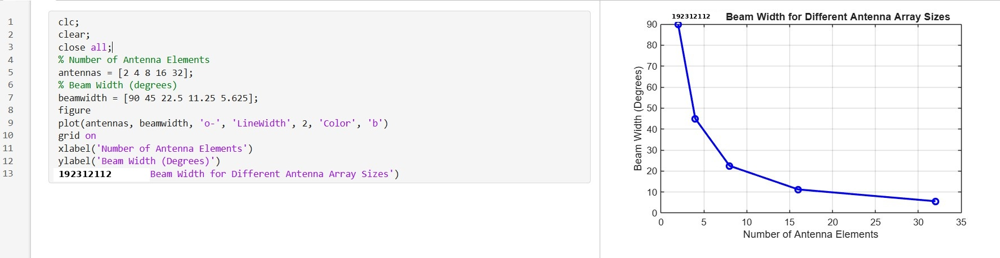 1 clc;
2 clear;
3 close all;
4 % Number of Antenna Elements
5 antennas = [2 4 8 16 32];
6 % Beam Width (degrees)
7 beamwidth = [90 45 22.5 11.25 5.625];
8 figure
9 plot(antennas, beamwidth, 'o-', 'LineWidth', 2, 'Color', 'b')
10 grid on
11 xlabel('Number of Antenna Elements')
12 ylabel('Beam Width (Degrees)')
13 192312112 Beam Width for Different Antenna Array Sizes')
192312112 Beam Width for Different Antenna Array Sizes
Beam Width (Degrees)
90
80
70
60
50
40
30
20
10
0
0 5 10 15 20 25 30 35
Number of Antenna Elements